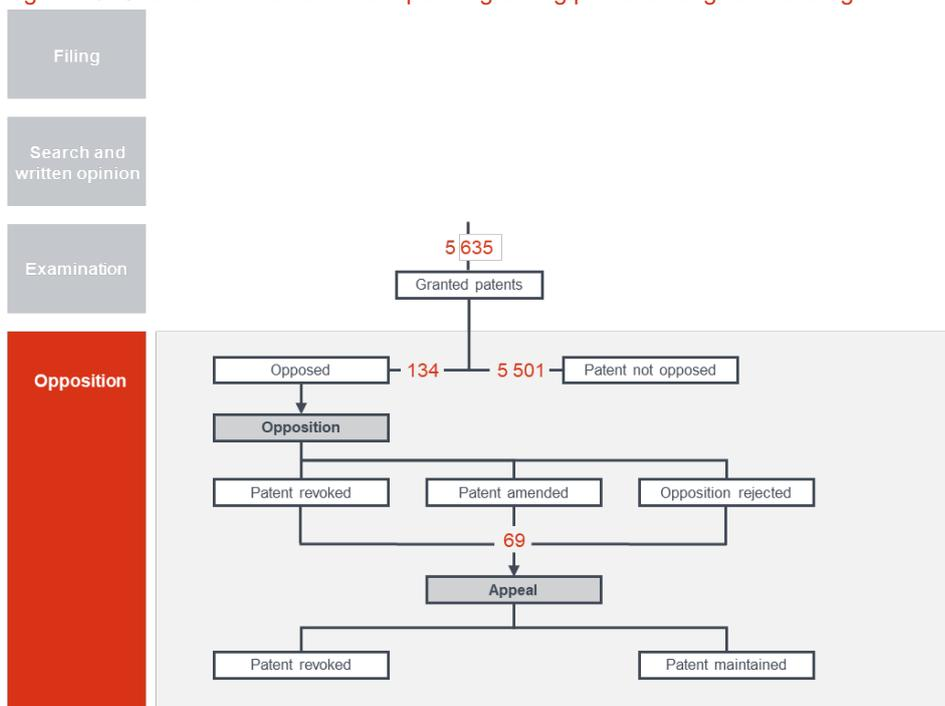 Filing
Search and
written opinion
5 635
Examination
Granted patents
Opposition
Opposed
134
5 501
Patent not opposed
Opposition
Patent revoked
Patent amended
Opposition rejected
69
Appeal
Patent revoked
Patent maintained